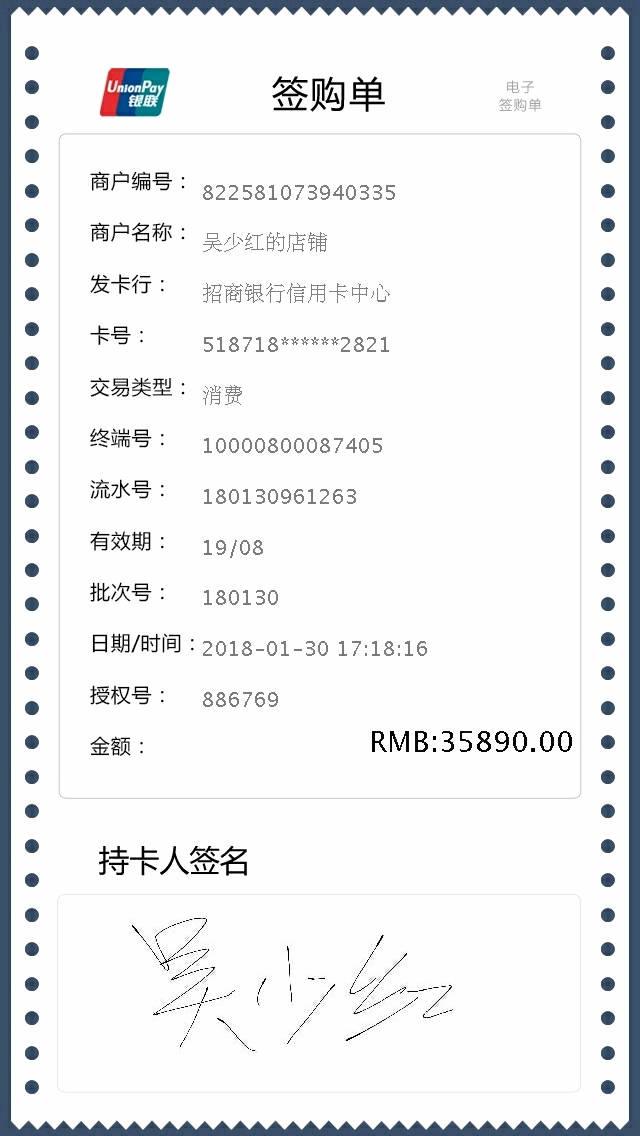 UnionPay
银联
签购单
电子
签购单
商户编号： 822581073940335
商户名称： 吴少红的店铺
发卡行： 招商银行信用卡中心
卡号： 518718******2821
交易类型： 消费
终端号： 10000800087405
流水号： 180130961263
有效期： 19/08
批次号： 180130
日期/时间： 2018-01-30 17:18:16
授权号： 886769
金额： RMB:35890.00
持卡人签名
吴少红